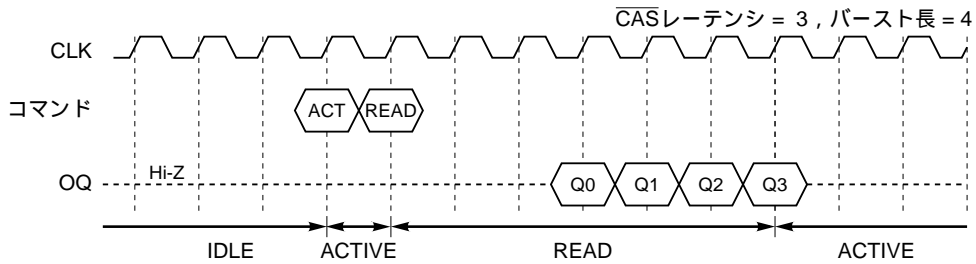 CASレーテンシ = 3 , バースト長 = 4
CLK
コマンド ACT READ
OQ Hi-Z Q0 Q1 Q2 Q3
IDLE ACTIVE READ ACTIVE